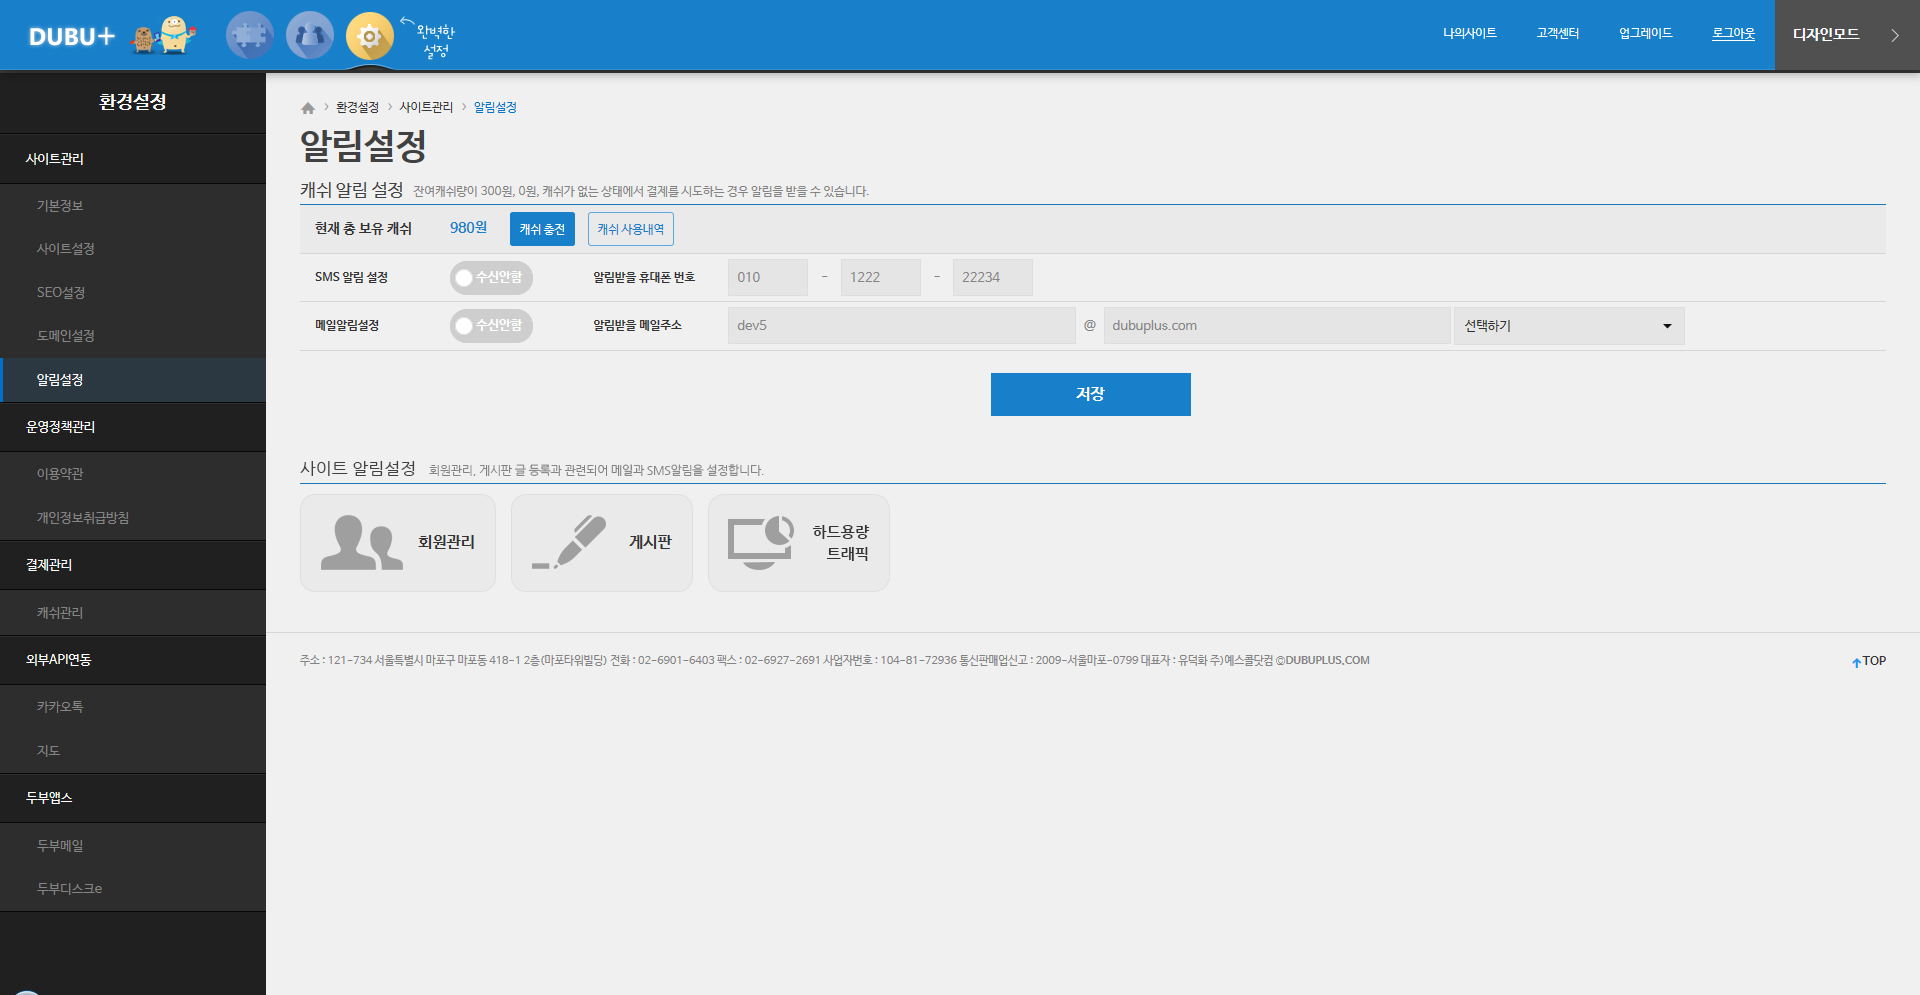 DUBU+
완벽한
설정
나의사이트
고객센터
업그레이드
로그아웃
디자인모드
환경설정
사이트관리
기본정보
사이트설정
SEO설정
도메인설정
알림설정
운영정책관리
이용약관
개인정보취급방침
결제관리
캐쉬관리
외부API연동
카카오톡
지도
두부앱스
두부메일
두부디스크e
환경설정 > 사이트관리 > 알림설정
알림설정
캐쉬 알림 설정 잔여캐쉬량이 300원, 0원, 캐쉬가 없는 상태에서 결제를 시도하는 경우 알림을 받을 수 있습니다.
현재 총 보유 캐쉬 980원 캐쉬 충전 캐쉬 사용내역
SMS 알림 설정 수신안함 알림받을 휴대폰 번호 010 - 1222 - 22234
메일알림설정 수신안함 알림받을 메일주소 dev5 @ dubuplus.com 선택하기
저장
사이트 알림설정 회원관리, 게시판 글 등록과 관련되어 메일과 SMS알림을 설정합니다.
회원관리
게시판
하드용량
트래픽
주소 : 121-734 서울특별시 마포구 마포동 418-1 2층(마포타워빌딩) 전화 : 02-6901-6403 팩스 : 02-6927-2691 사업자번호 : 104-81-72936 통신판매업신고 : 2009-서울마포-0799 대표자 : 유덕화 주)예스콜닷컴 ©DUBUPLUS.COM
TOP